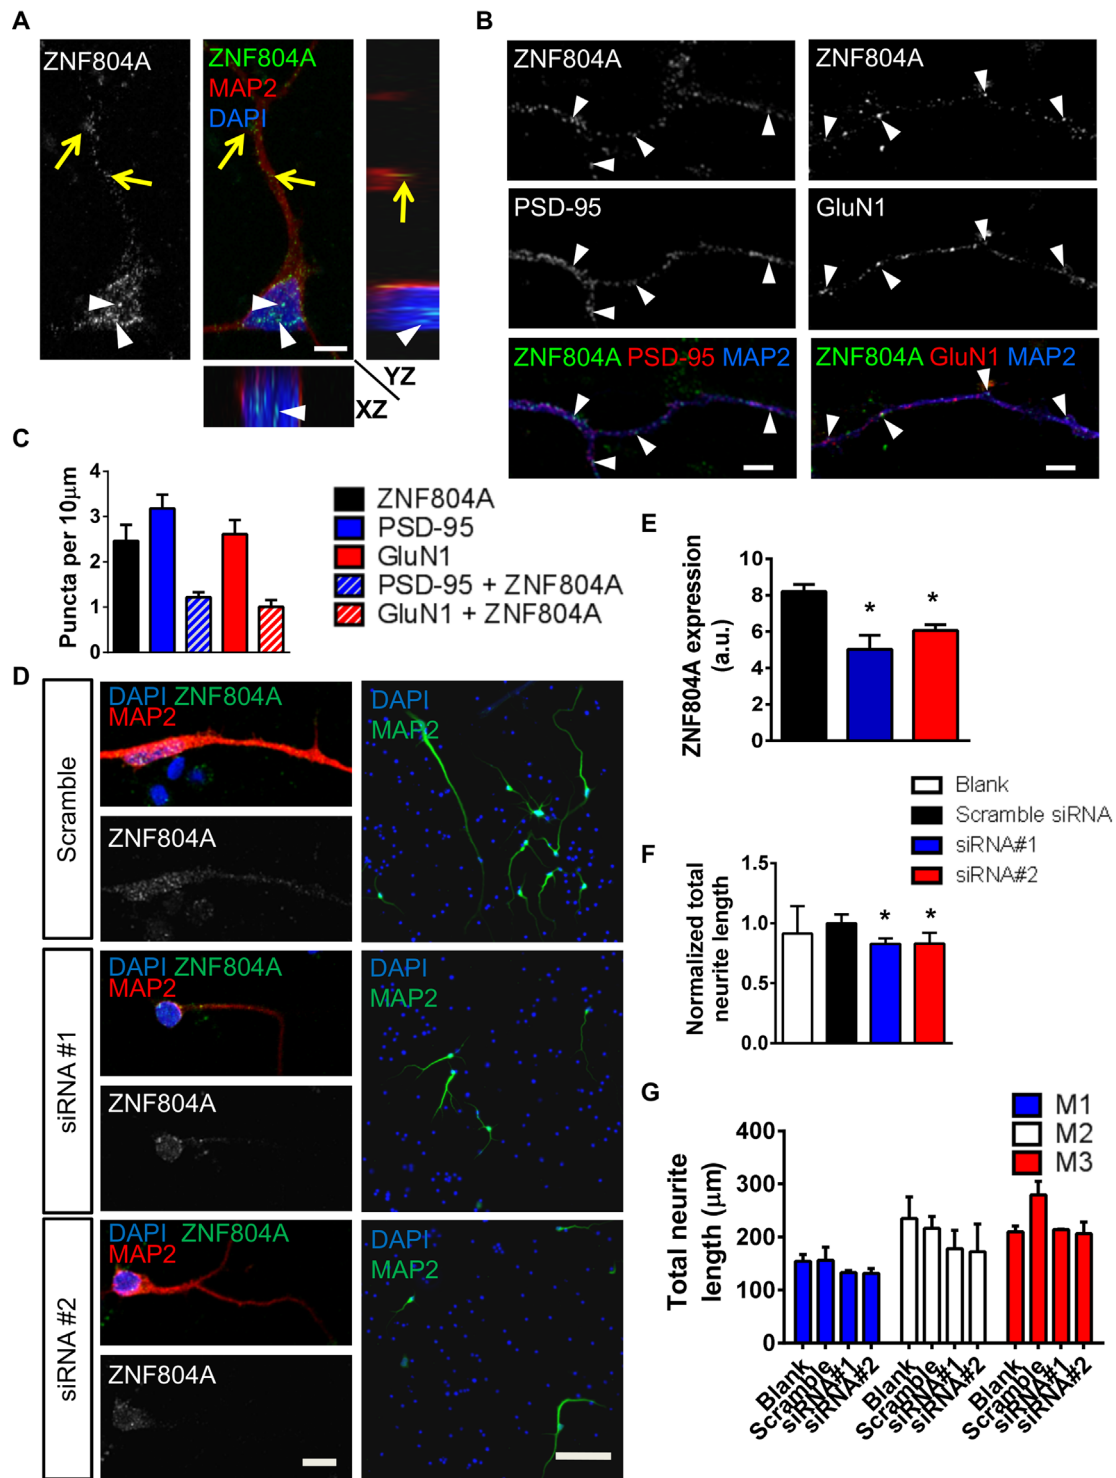 A
ZNF804A
ZNF804A
MAP2
DAPI
YZ
XZ
B
ZNF804A
ZNF804A
PSD-95
GluN1
ZNF804A PSD-95 MAP2
ZNF804A GluN1 MAP2
C
Puncta per 10μm
4
3
2
1
0
ZNF804A
PSD-95
GluN1
PSD-95 + ZNF804A
GluN1 + ZNF804A
D
Scramble
DAPI ZNF804A
MAP2
ZNF804A
DAPI
MAP2
siRNA #1
DAPI ZNF804A
MAP2
ZNF804A
DAPI
MAP2
siRNA #2
DAPI ZNF804A
MAP2
ZNF804A
DAPI
MAP2
E
ZNF804A expression
(a.u.)
10
8
6
4
2
0
* *
Blank
Scramble siRNA
siRNA#1
siRNA#2
F
Normalized total
neurite length
1.5
1.0
0.5
0.0
* *
G
M1
M2
M3
Total neurite
length (μm)
400
300
200
100
0
Blank
Scramble
siRNA#1
siRNA#2
Blank
Scramble
siRNA#1
siRNA#2
Blank
Scramble
siRNA#1
siRNA#2